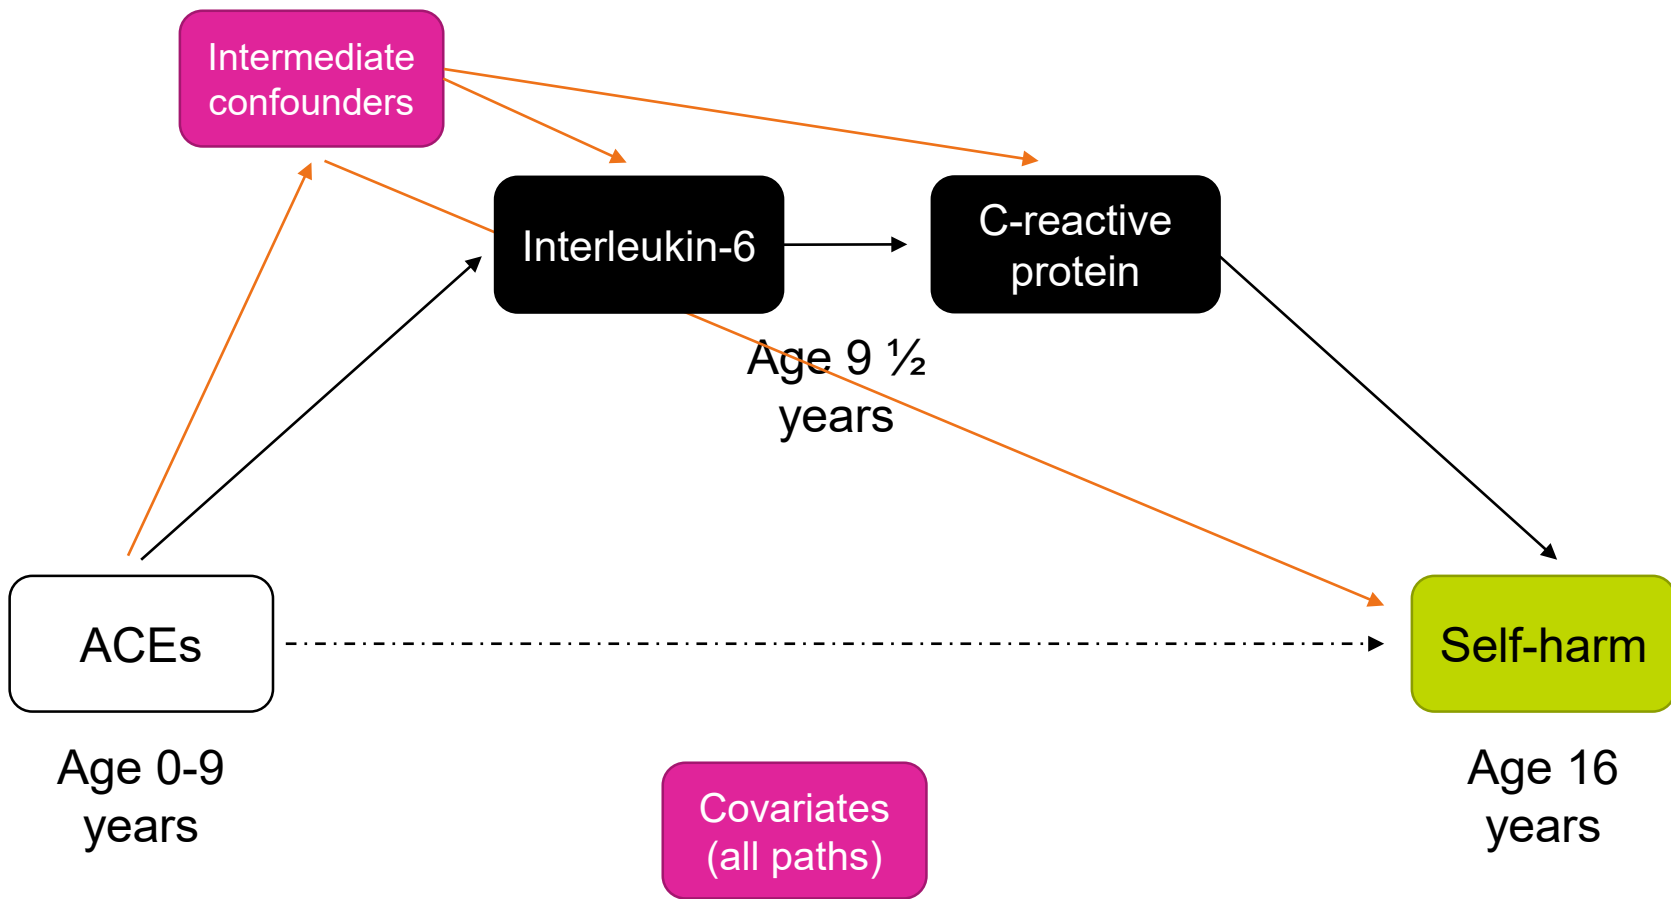 Intermediate
confounders
Interleukin-6
C-reactive
protein
Age 9 ½
years
ACEs
Self-harm
Age 0-9
years
Age 16
years
Covariates
(all paths)